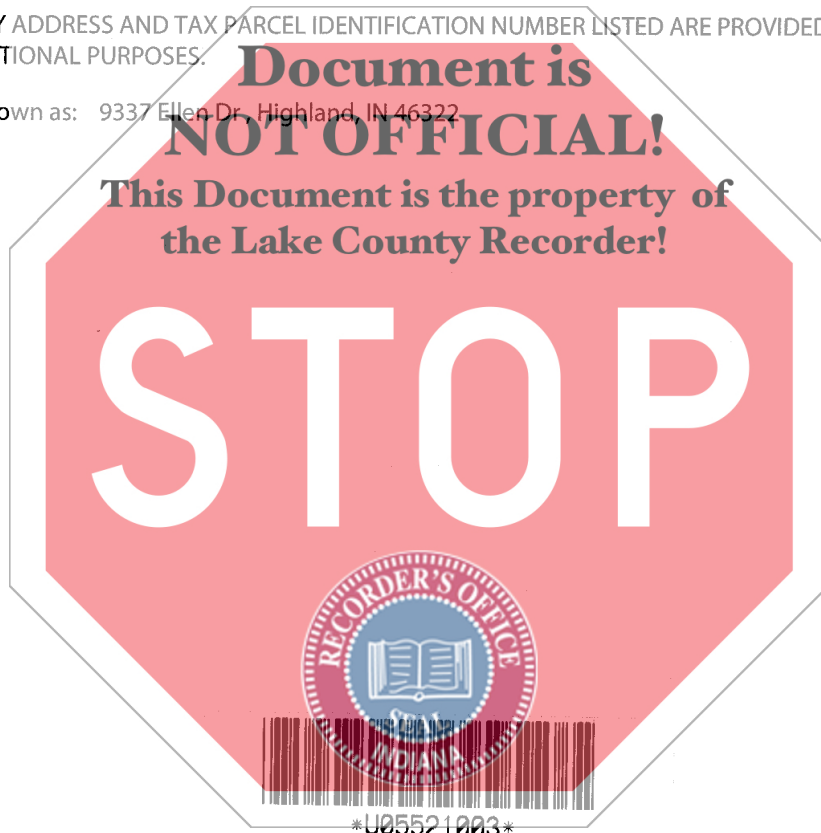 Y ADDRESS AND TAX PARCEL IDENTIFICATION NUMBER LISTED ARE PROVIDED
TIONAL PURPOSES.
Document is
own as: 9337 Ellen Dr., Highland, IN 46322
NOT OFFICIAL!
This Document is the property of
the Lake County Recorder!
STOP
RECORDER'S OFFICE
SEAL
INDIANA
*U05521003*